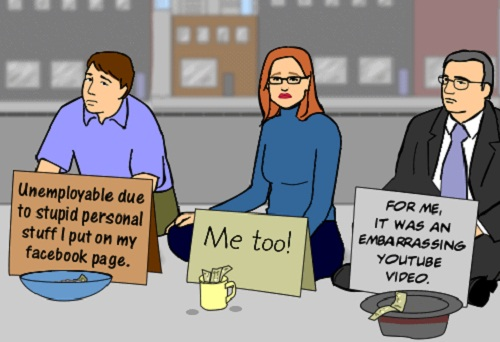 Unemployable due
to stupid personal
stuff I put on my
facebook page.
Me too!
FOR ME,
IT WAS AN
EMBARRASSING
YOUTUBE
VIDEO.